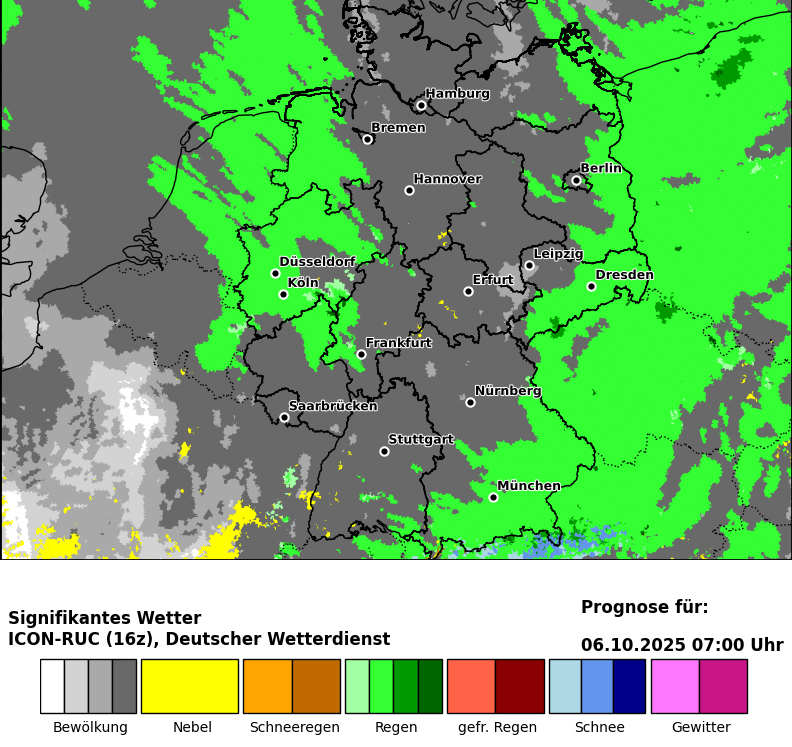 Hamburg
Bremen
Hannover
Berlin
Leipzig
Düsseldorf
Köln
Erfurt
Dresden
Frankfurt
Nürnberg
Saarbrücken
Stuttgart
München
Signifikantes Wetter
ICON-RUC (16z), Deutscher Wetterdienst
Prognose für:
06.10.2025 07:00 Uhr
Bewölkung Nebel Schneeregen Regen gefr. Regen Schnee Gewitter